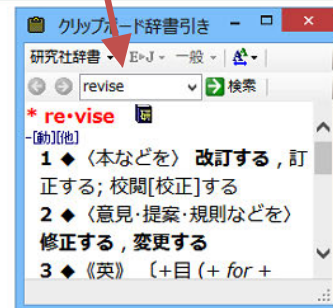 クリップボード辞書引き
研究社辞書 E▸J 一般 A
revise 検索
* re･vise 研
-[動][他]
1 ◆ 〈本などを〉 改訂する , 訂
正する; 校閲[校正]する
2 ◆ 〈意見･提案･規則などを〉
修正する , 変更する
3 ◆ 《英》 〔+目 (+ for +